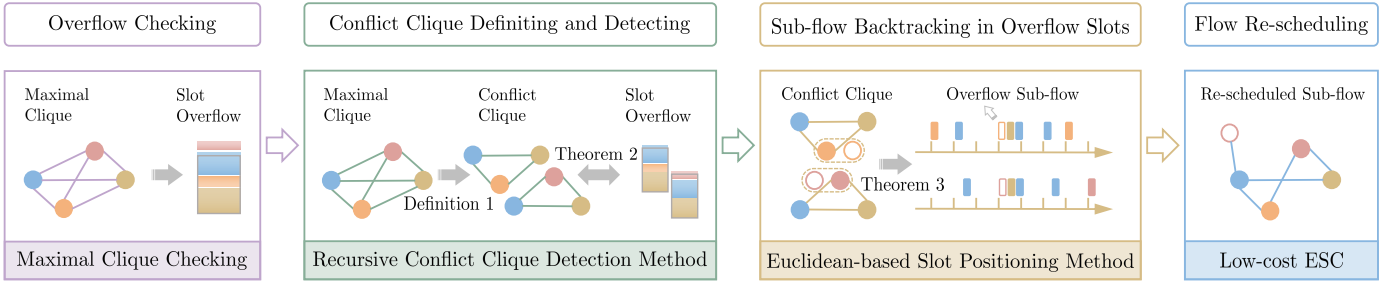 Overflow Checking
Conflict Clique Definiting and Detecting
Sub-flow Backtracking in Overflow Slots
Flow Re-scheduling
Maximal
Clique
Slot
Overflow
Maximal Clique Checking
Maximal
Clique
Conflict
Clique
Slot
Overflow
Theorem 2
Definition 1
Recursive Conflict Clique Detection Method
Conflict Clique
Overflow Sub-flow
Theorem 3
Euclidean-based Slot Positioning Method
Re-scheduled Sub-flow
Low-cost ESC